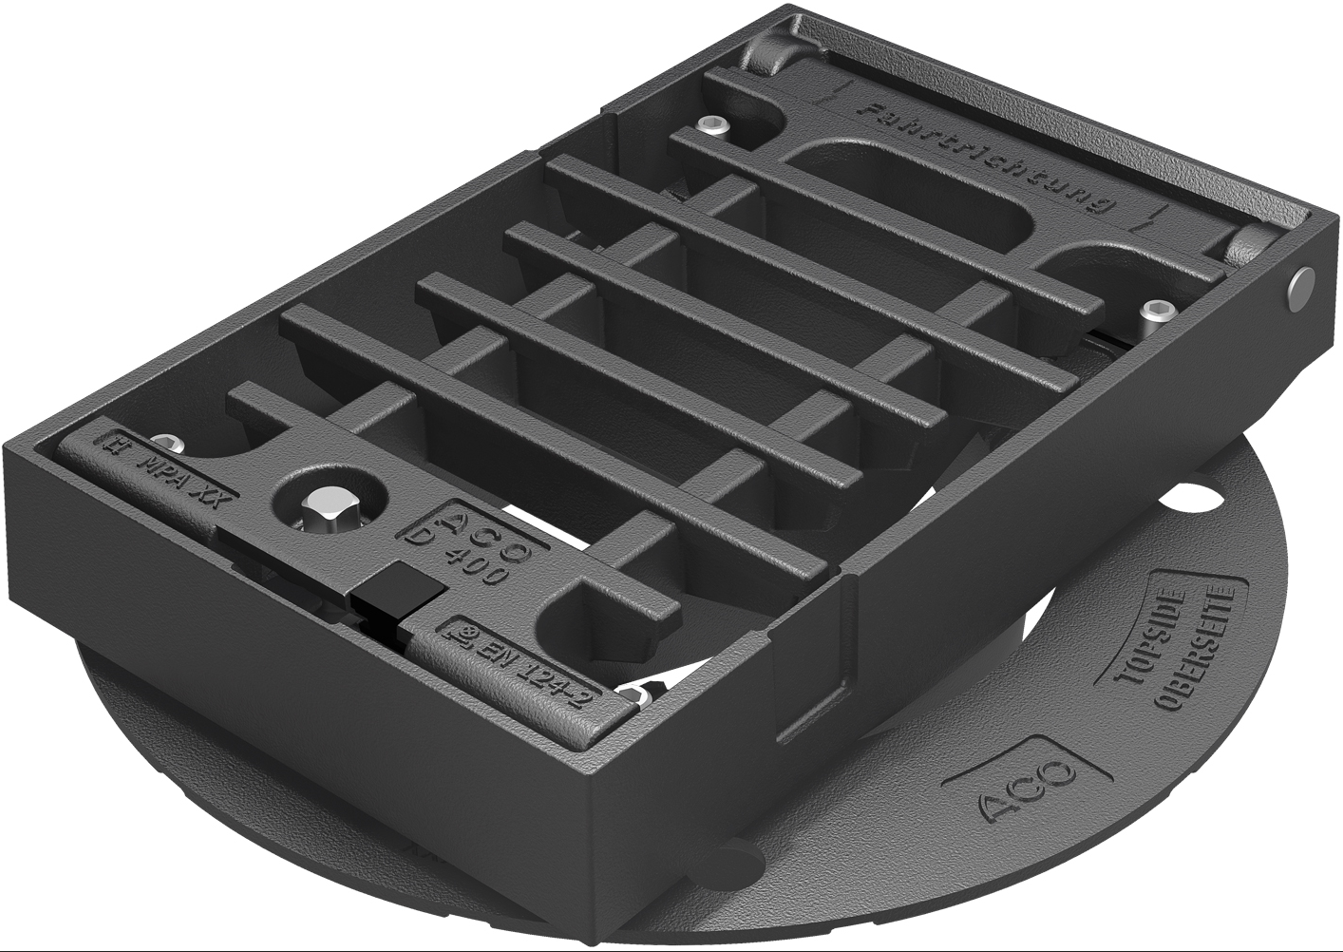 Fahrtrichtung
MPA XX
ACO
D 400
EN 124-2
TOPSIDE
OBERSEITE
ACO